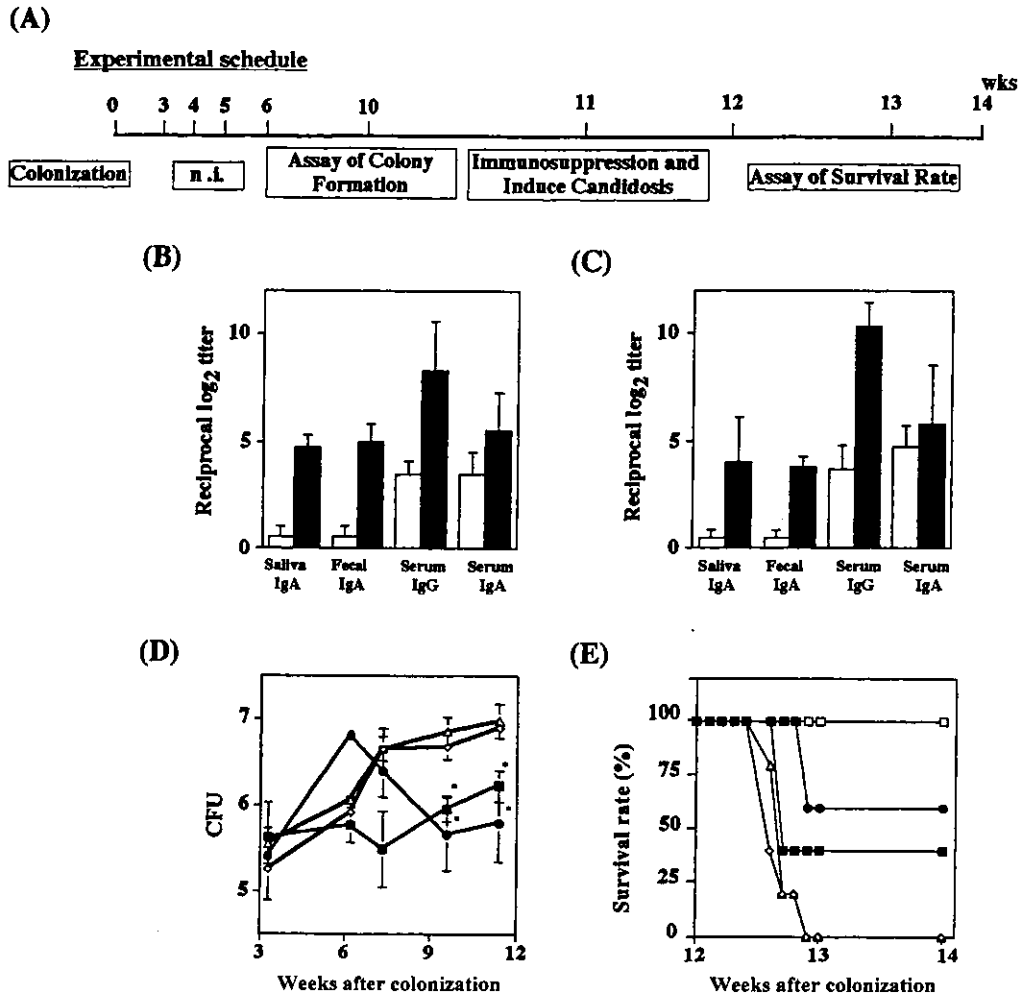 (A)
Experimental schedule
0 3 4 5 6 10 11 12 13 14 wks
Colonization
n .i.
Assay of Colony
Formation
Immunosuppression and
Induce Candidosis
Assay of Survival Rate
(B)
Reciprocal log2 titer
10
5
0
Saliva IgA
Fecal IgA
Serum IgG
Serum IgA
(C)
Reciprocal log2 titer
10
5
0
Saliva IgA
Fecal IgA
Serum IgG
Serum IgA
(D)
CFU
7
6
5
3 6 9 12
Weeks after colonization
(E)
Survival rate (%)
100
75
50
25
0
12 13 14
Weeks after colonization